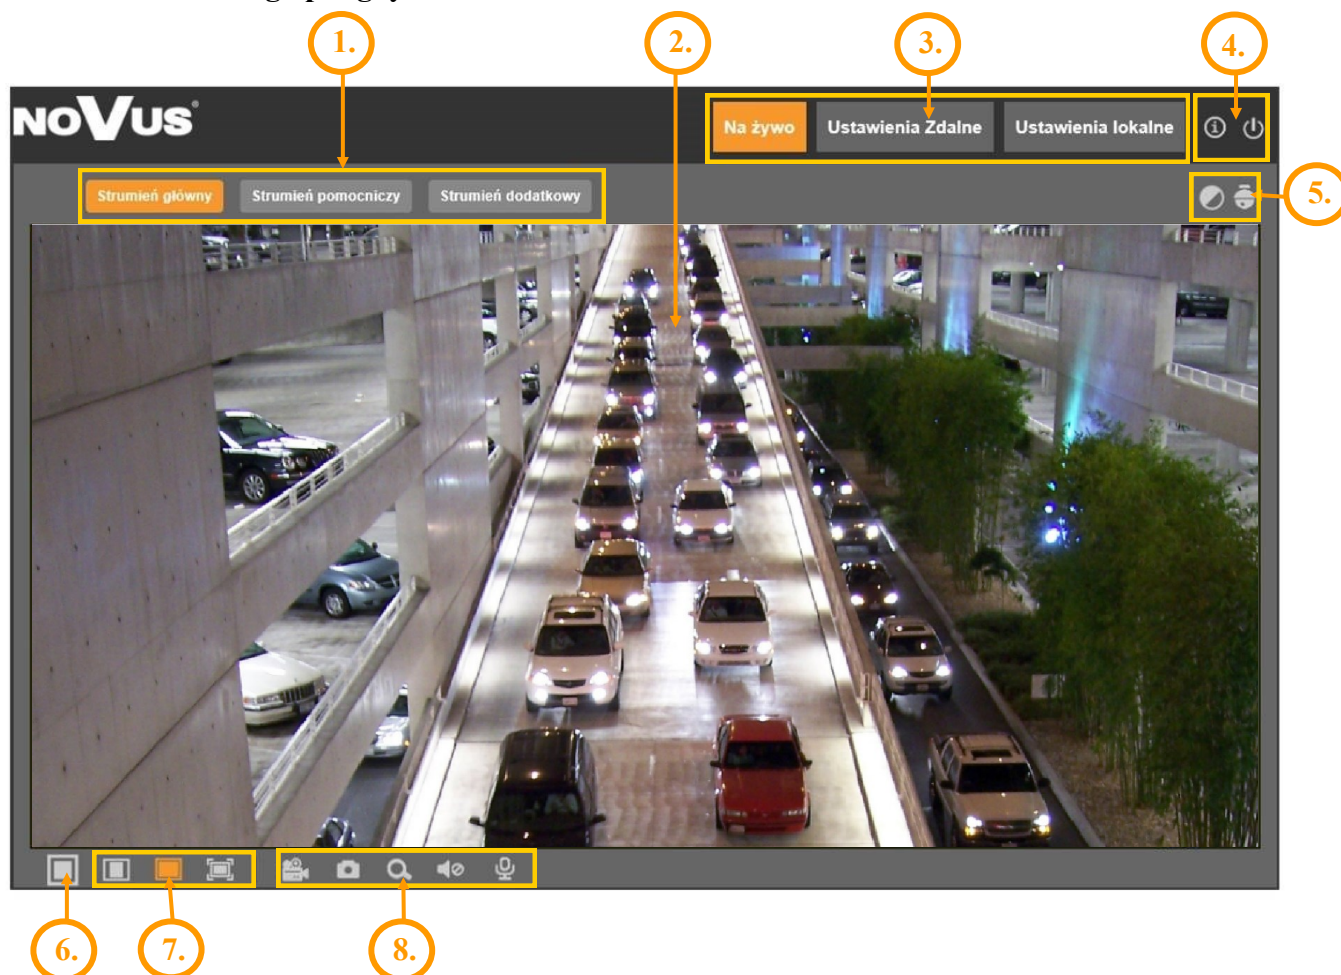 1.
2.
3.
4.
NOVUS®
Na żywo
Ustawienia Zdalne
Ustawienia lokalne
Strumień główny
Strumień pomocniczy
Strumień dodatkowy
5.
6.
7.
8.